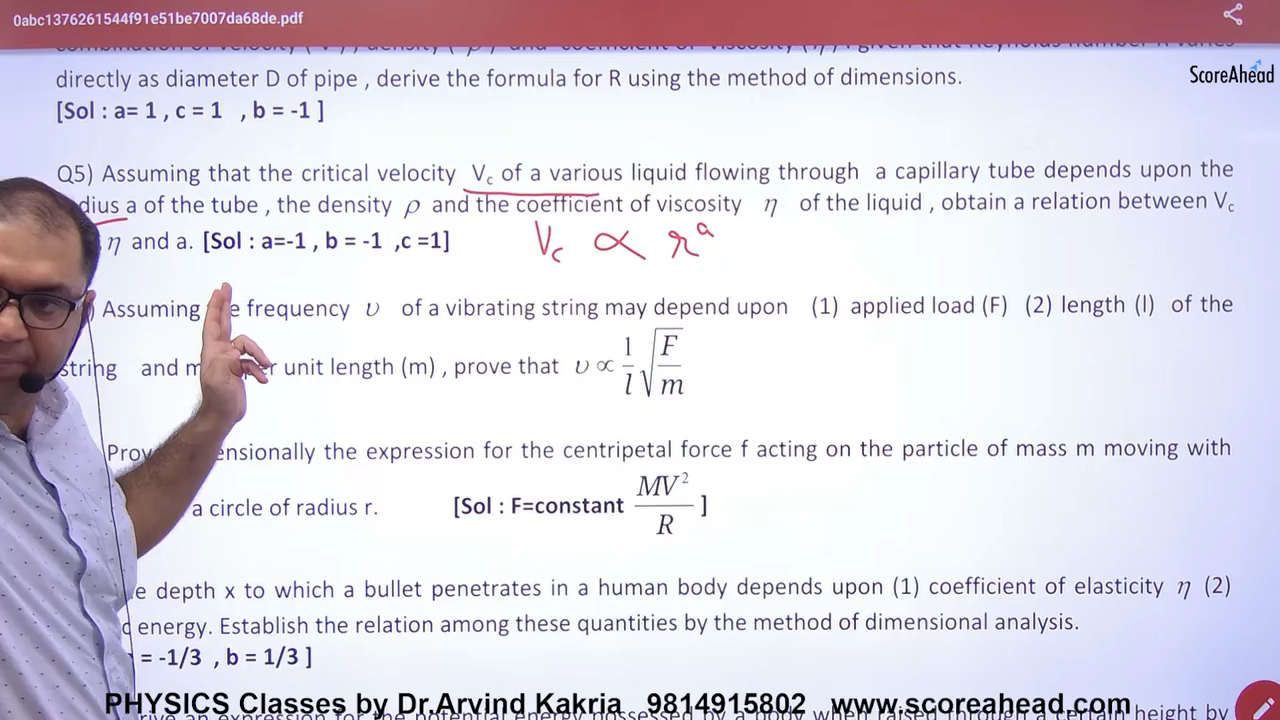 0abc1376261544f91e51be7007da68de.pdf
ScoreAhead
directly as diameter D of pipe , derive the formula for R using the method of dimensions.
[Sol : a= 1 , c = 1 , b = -1 ]
Q5) Assuming that the critical velocity Vc of a various liquid flowing through a capillary tube depends upon the
dius a of the tube , the density ρ and the coefficient of viscosity η of the liquid , obtain a relation between Vc
η and a. [Sol : a=-1 , b = -1 ,c =1]
Vc ∝ r^a
Assuming e frequency υ of a vibrating string may depend upon (1) applied load (F) (2) length (l) of the
string and m per unit length (m) , prove that υ ∝ 1/l √(F/m)
Prov ensionally the expression for the centripetal force f acting on the particle of mass m moving with
a circle of radius r. [Sol : F=constant MV²/R ]
e depth x to which a bullet penetrates in a human body depends upon (1) coefficient of elasticity η (2)
energy. Establish the relation among these quantities by the method of dimensional analysis.
= -1/3 , b = 1/3 ]
PHYSICS Classes by Dr.Arvind Kakria 9814915802 www.scoreahead.com